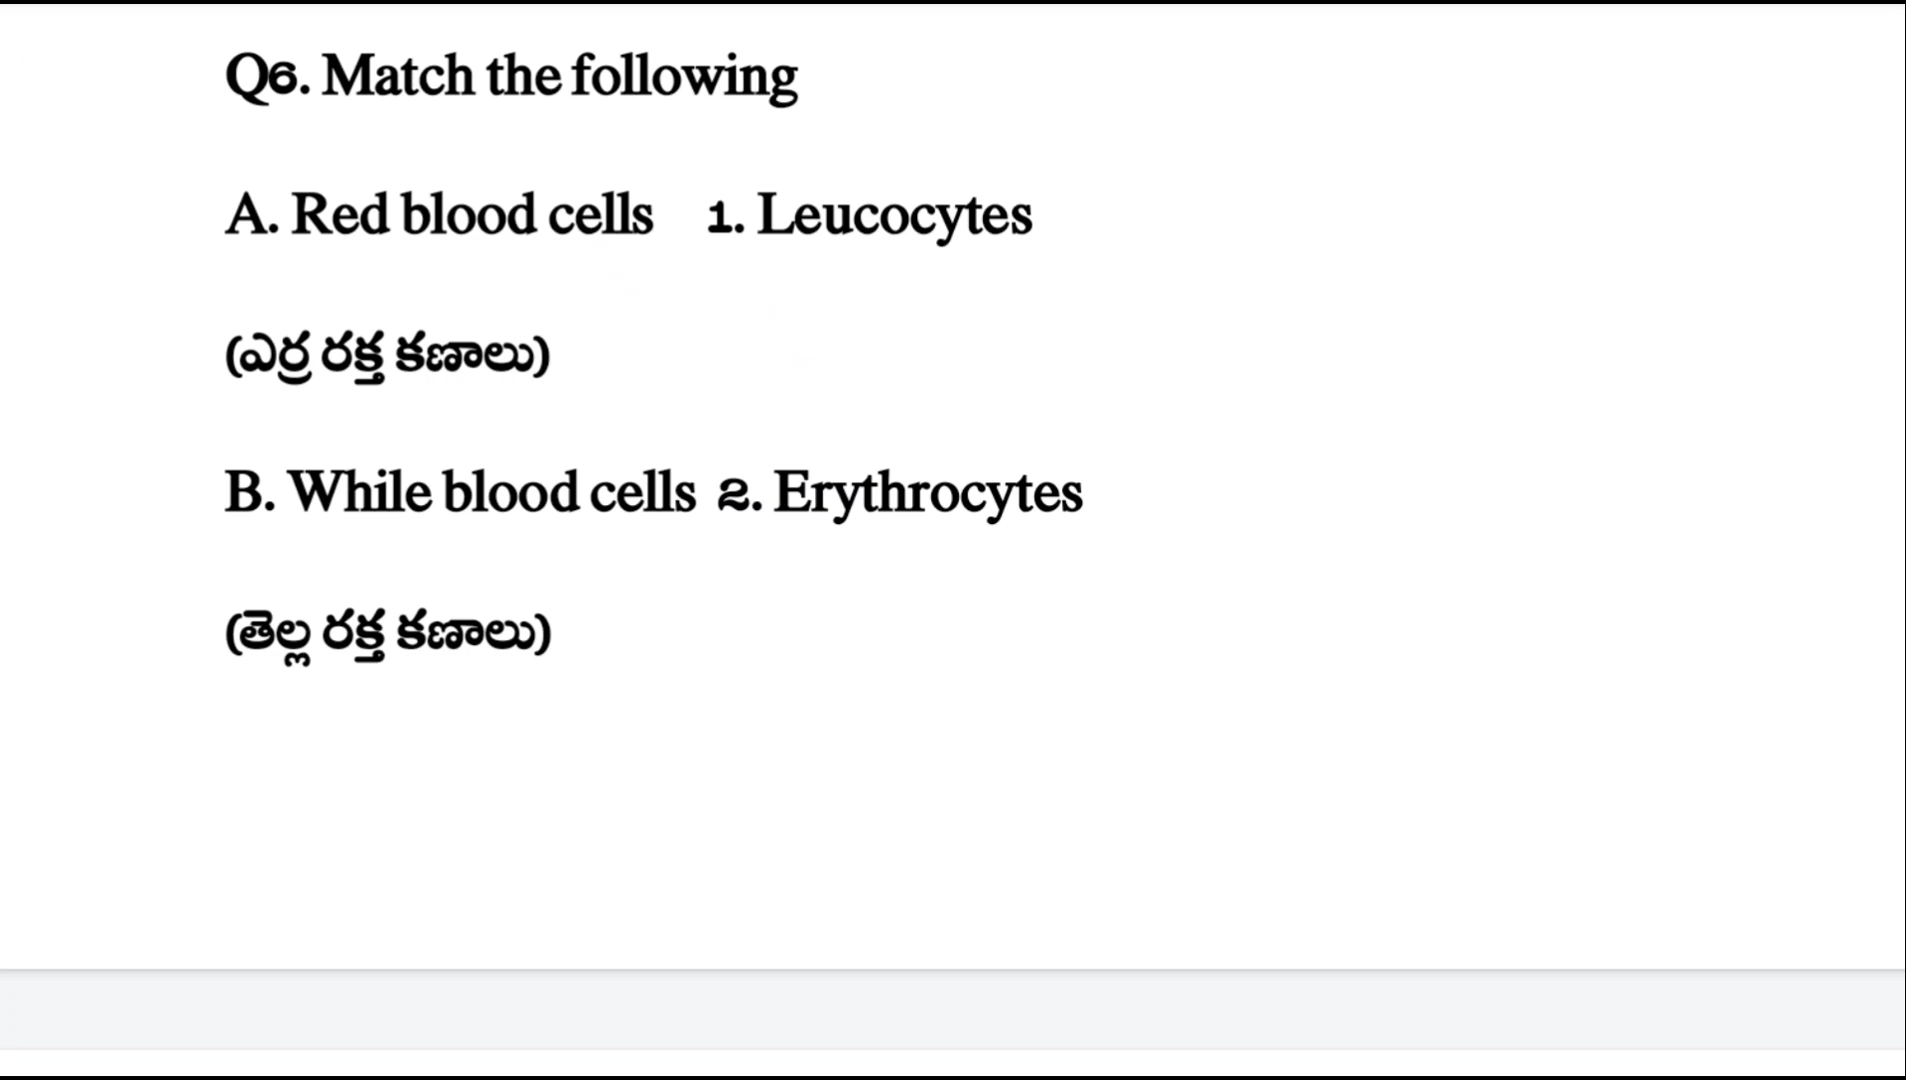 Q6. Match the following
A. Red blood cells 1. Leucocytes
(ఎర్ర రక్త కణాలు)
B. While blood cells 2. Erythrocytes
(తెల్ల రక్త కణాలు)